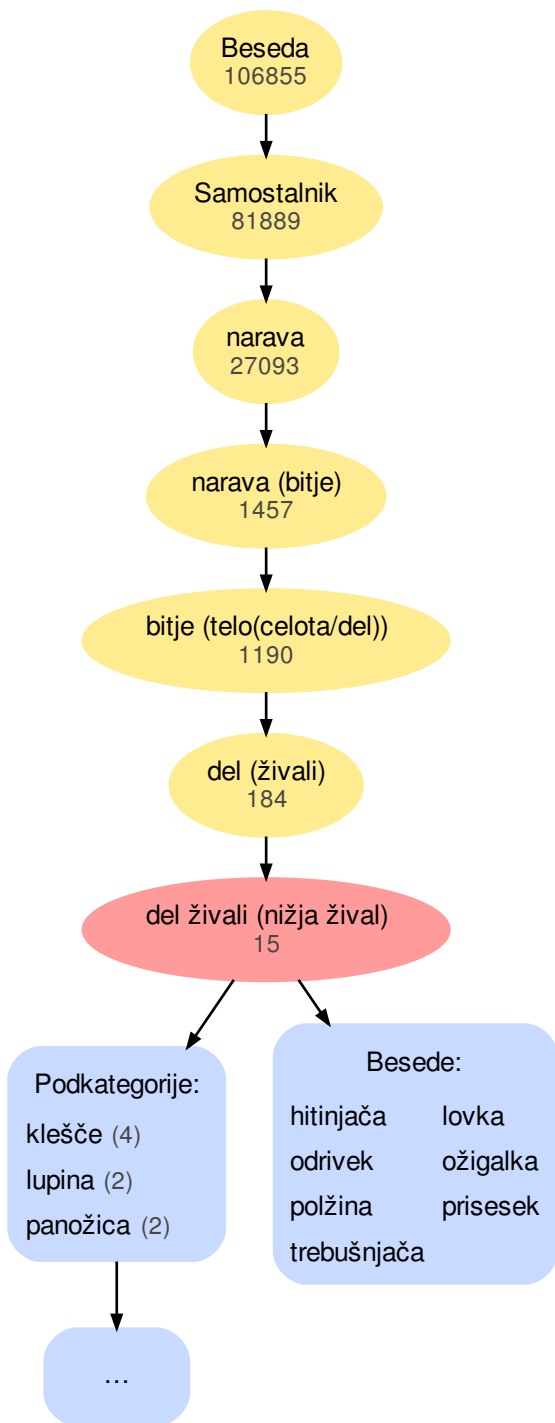 Beseda
106855
Samostalnik
81889
narava
27093
narava (bitje)
1457
bitje (telo(celota/del))
1190
del (živali)
184
del živali (nižja žival)
15
Podkategorije:
klešče (4)
lupina (2)
panožica (2)
...
Besede:
hitinjača lovka
odrivek ožigalka
polžina prisesek
trebušnjača